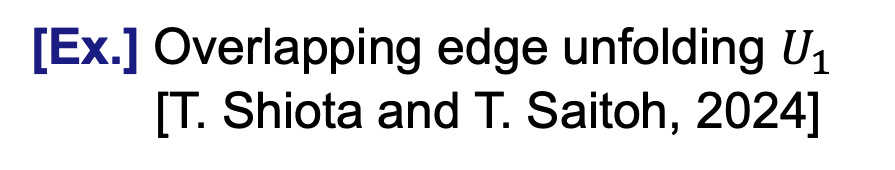 [Ex.] Overlapping edge unfolding 𝑈₁
[T. Shiota and T. Saitoh, 2024]